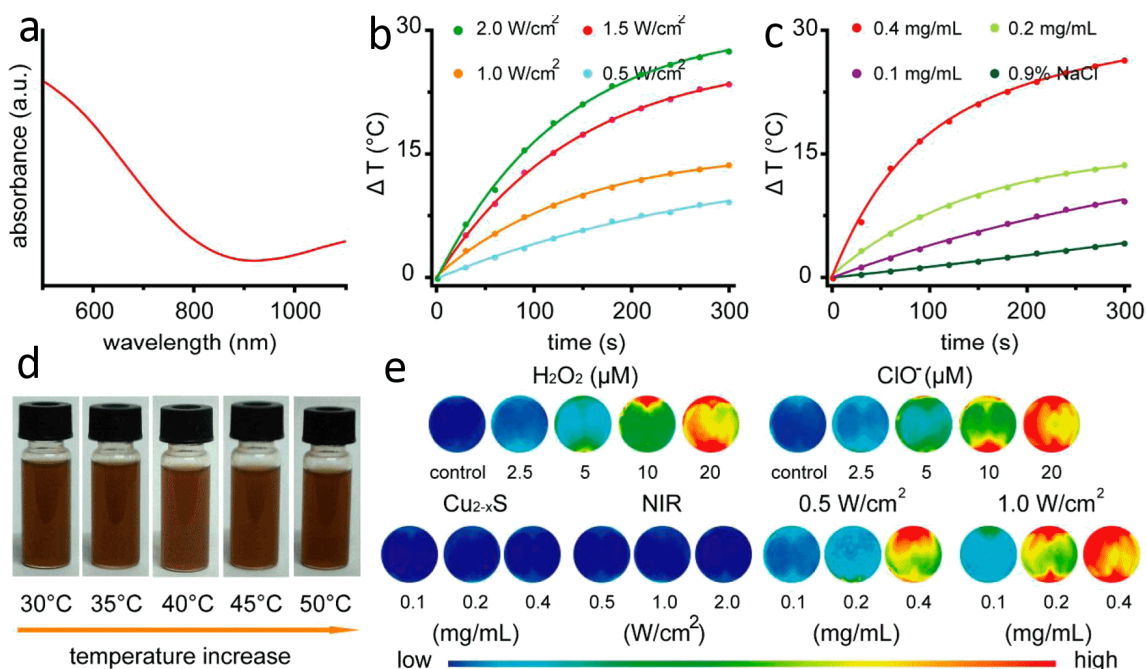 a
absorbance (a.u.)
600 800 1000
wavelength (nm)
b
2.0 W/cm² 1.5 W/cm²
1.0 W/cm² 0.5 W/cm²
30
15
0
Δ T (°C)
0 100 200 300
time (s)
c
0.4 mg/mL 0.2 mg/mL
0.1 mg/mL 0.9% NaCl
30
15
0
Δ T (°C)
0 100 200 300
time (s)
d
30°C 35°C 40°C 45°C 50°C
temperature increase
e
H₂O₂ (μM) ClO⁻(μM)
control 2.5 5 10 20 control 2.5 5 10 20
Cu₂₋ₓS NIR 0.5 W/cm² 1.0 W/cm²
0.1 0.2 0.4 0.5 1.0 2.0 0.1 0.2 0.4 0.1 0.2 0.4
(mg/mL) (W/cm²) (mg/mL) (mg/mL)
low high